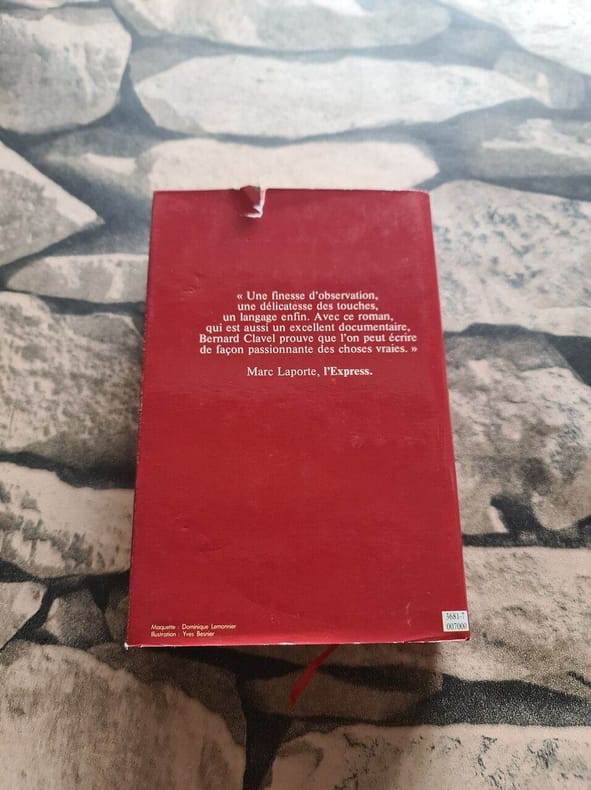 « Une finesse d'observation,
une délicatesse des touches,
un langage enfin. Avec ce roman,
qui est aussi un excellent documentaire,
Bernard Clavel prouve que l'on peut écrire
de façon passionnante des choses vraies. »
Marc Laporte, l'Express.
Maquette : Dominique Lemonnier
Illustration : Yves Besnier
3681-7
007000